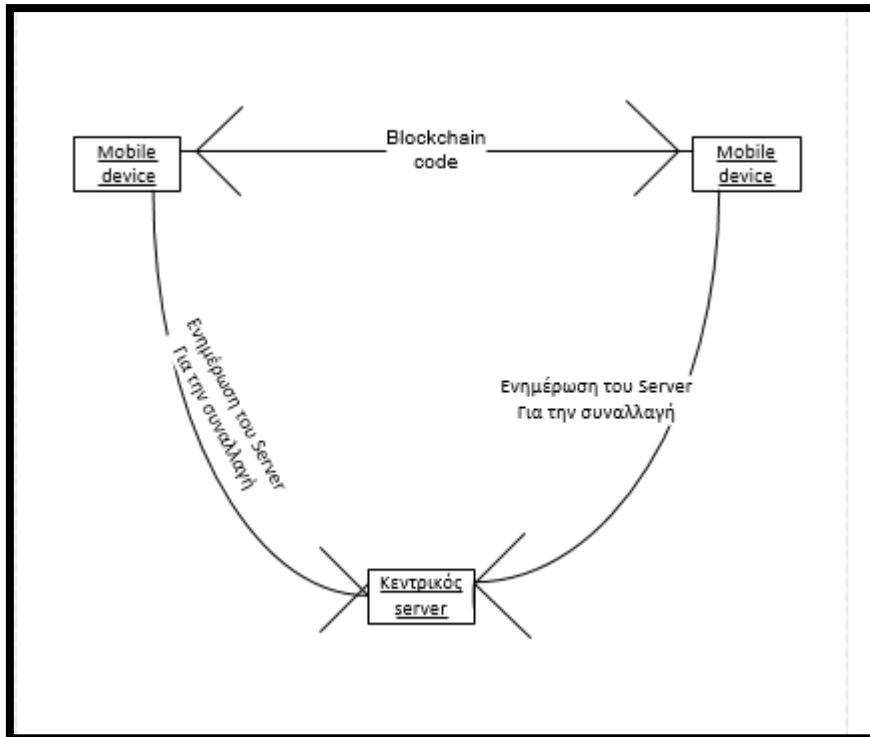 Mobile
device
Blockchain
code
Mobile
device
Ενημέρωση του Server
Για την συναλλαγή
Ενημέρωση του Server
Για την συναλλαγή
Κεντρικός
server